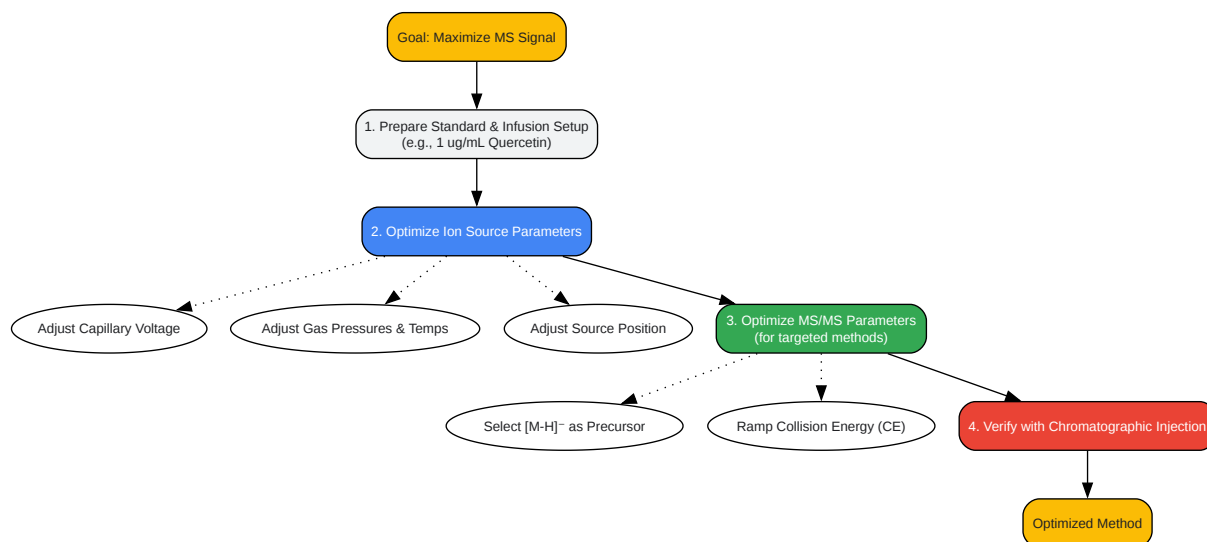 Goal: Maximize MS Signal
1. Prepare Standard & Infusion Setup
(e.g., 1 ug/mL Quercetin)
2. Optimize Ion Source Parameters
Adjust Capillary Voltage
Adjust Gas Pressures & Temps
Adjust Source Position
3. Optimize MS/MS Parameters
(for targeted methods)
Select [M-H]⁻ as Precursor
Ramp Collision Energy (CE)
4. Verify with Chromatographic Injection
Optimized Method